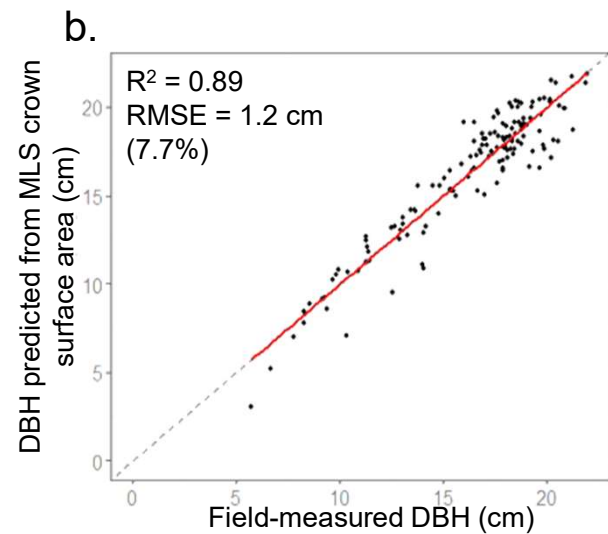 b.
R² = 0.89
RMSE = 1.2 cm
(7.7%)
DBH predicted from MLS crown
surface area (cm)
20
15
10
5
0
0 5 10 15 20
Field-measured DBH (cm)